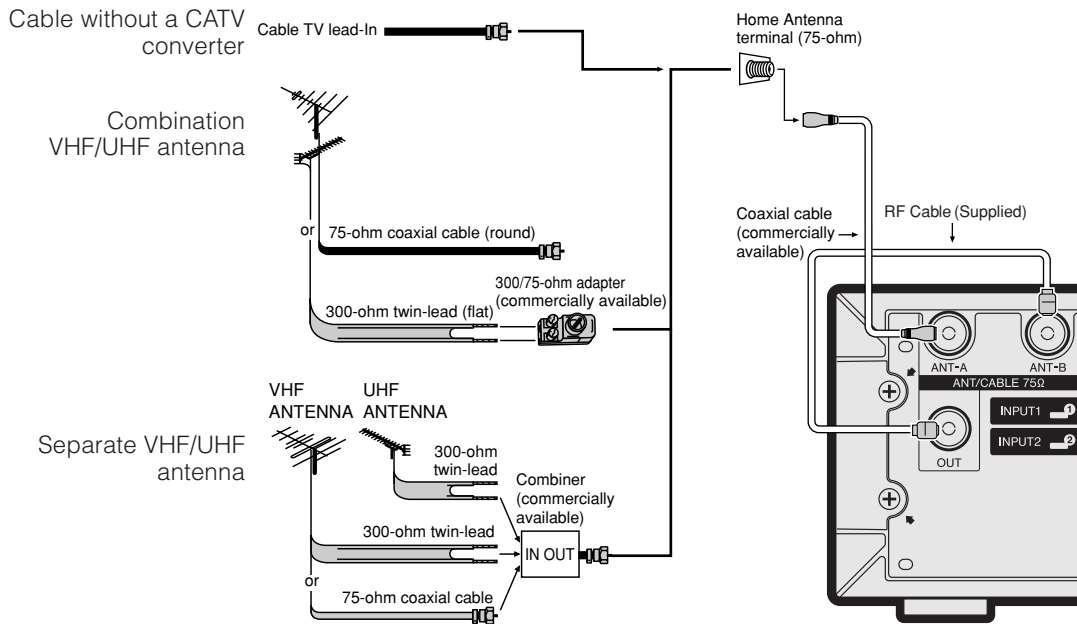 Cable without a CATV
converter
Cable TV lead-In
Home Antenna
terminal (75-ohm)
Combination
VHF/UHF antenna
or
75-ohm coaxial cable (round)
300/75-ohm adapter
(commercially available)
300-ohm twin-lead (flat)
Coaxial cable
(commercially
available)
RF Cable (Supplied)
ANT-A
ANT-B
ANT/CABLE 75Ω
INPUT1 1
INPUT2 2
OUT
Separate VHF/UHF
antenna
VHF
ANTENNA
UHF
ANTENNA
300-ohm
twin-lead
Combiner
(commercially
available)
300-ohm twin-lead
IN OUT
or
75-ohm coaxial cable